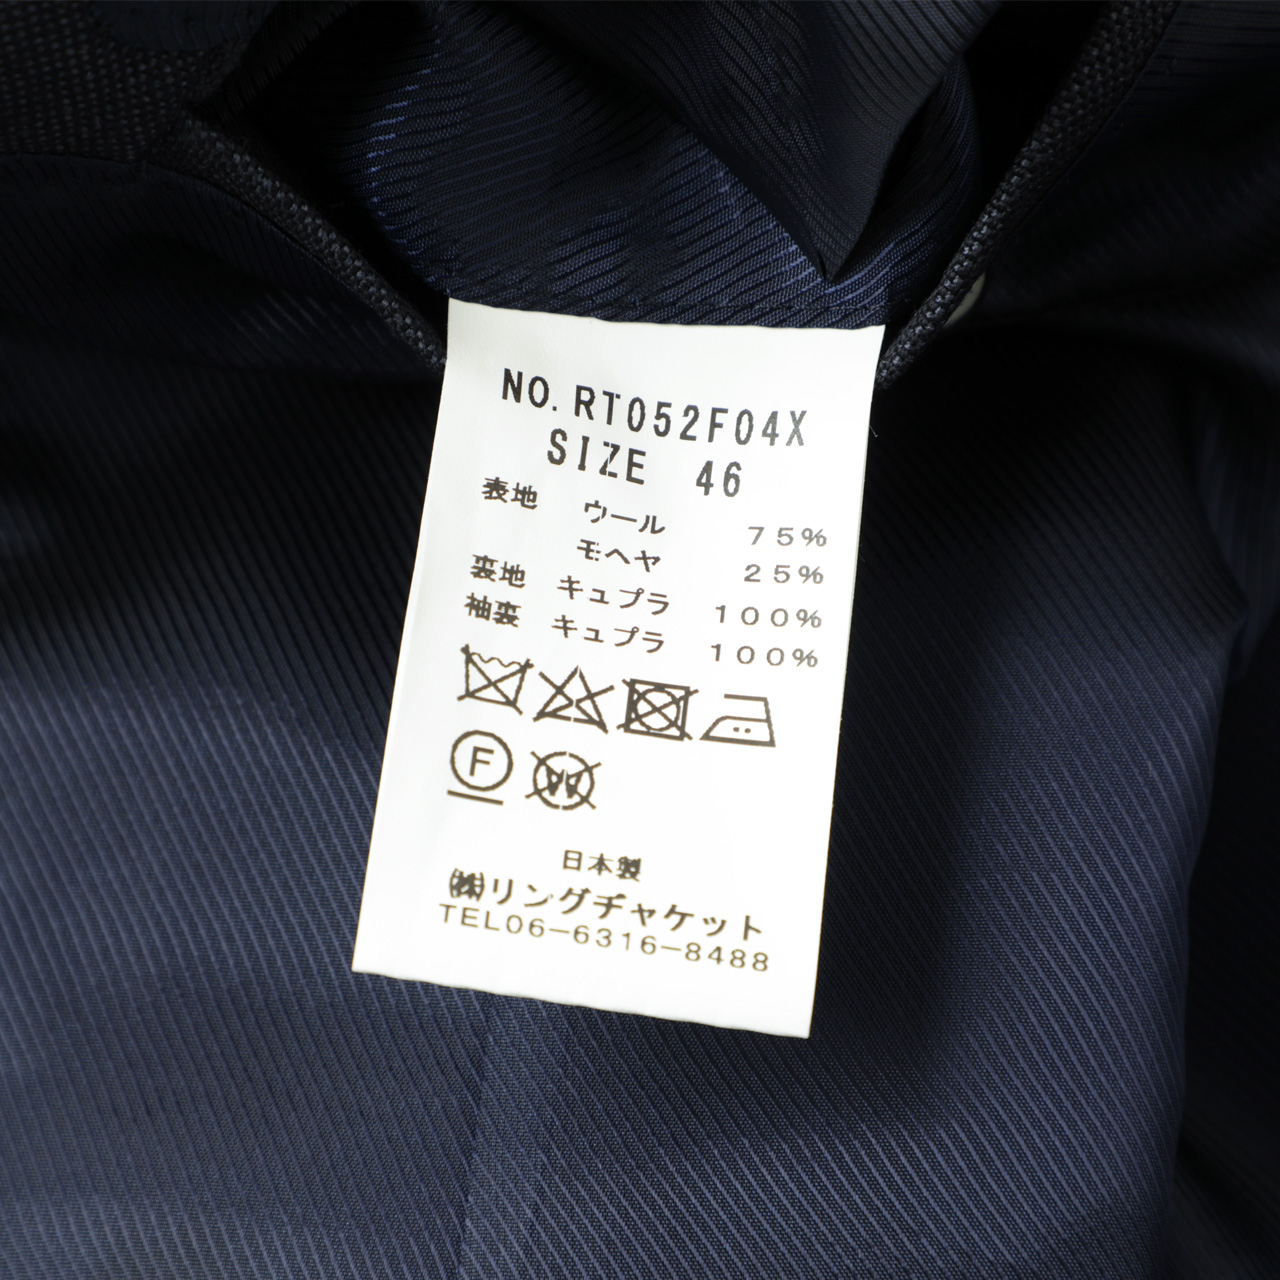 NO. RT052F04X
SIZE 46
表地 ウール 75%
モヘヤ 25%
裏地 キュプラ 100%
袖裏 キュプラ 100%
F
日本製
㈱リングヂャケット
TEL06-6316-8488